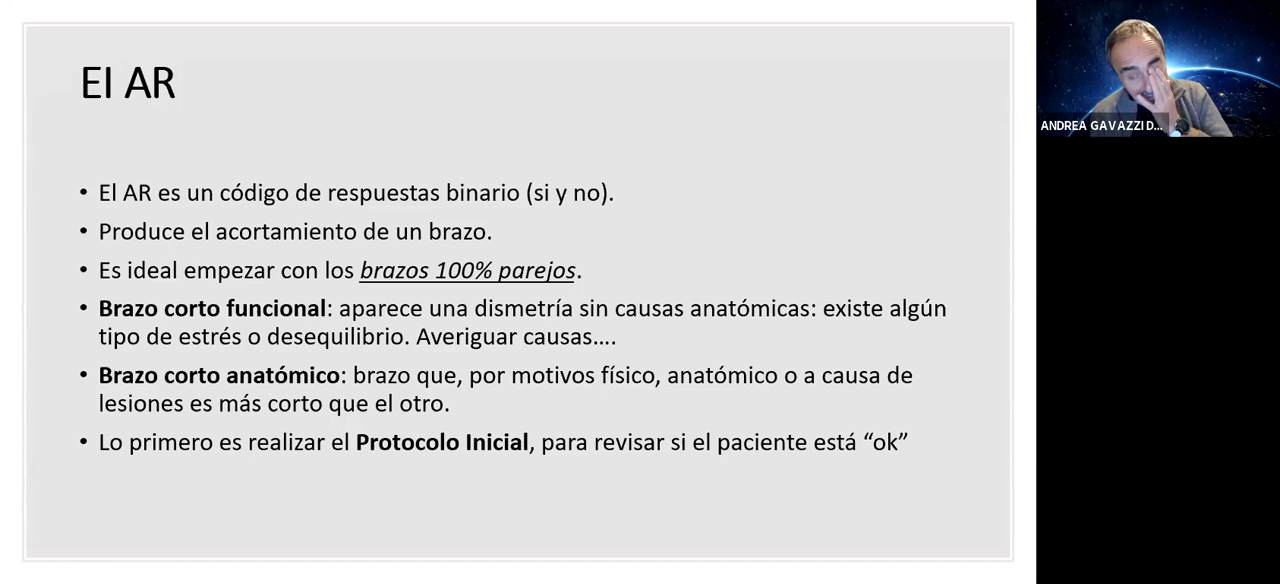 El AR
• El AR es un código de respuestas binario (si y no).
• Produce el acortamiento de un brazo.
• Es ideal empezar con los brazos 100% parejos.
• Brazo corto funcional: aparece una dismetría sin causas anatómicas: existe algún
tipo de estrés o desequilibrio. Averiguar causas....
• Brazo corto anatómico: brazo que, por motivos físico, anatómico o a causa de
lesiones es más corto que el otro.
• Lo primero es realizar el Protocolo Inicial, para revisar si el paciente está “ok”
ANDREA GAVAZZI D...